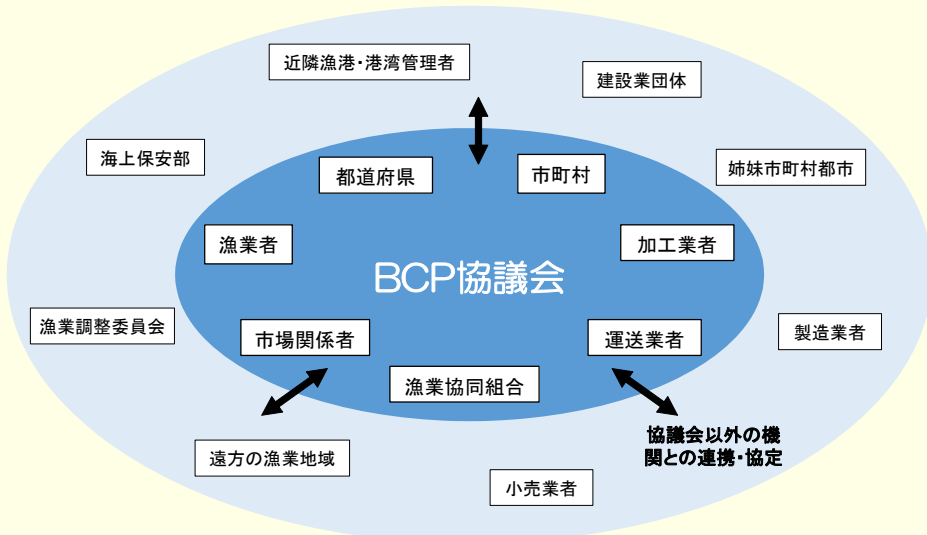 近隣漁港・港湾管理者
建設業団体
海上保安部
姉妹市町村都市
都道府県
市町村
漁業者
加工業者
BCP協議会
漁業調整委員会
市場関係者
運送業者
製造業者
漁業協同組合
協議会以外の機
関との連携・協定
遠方の漁業地域
小売業者